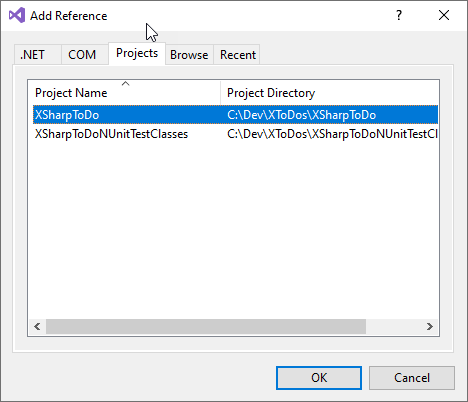 Add Reference
?
.NET COM Projects Browse Recent
Project Name Project Directory
XSharpToDo C:\Dev\XToDos\XSharpToDo
XSharpToDoNUnitTestClasses C:\Dev\XToDos\XSharpToDoNUnitTestCl
OK Cancel